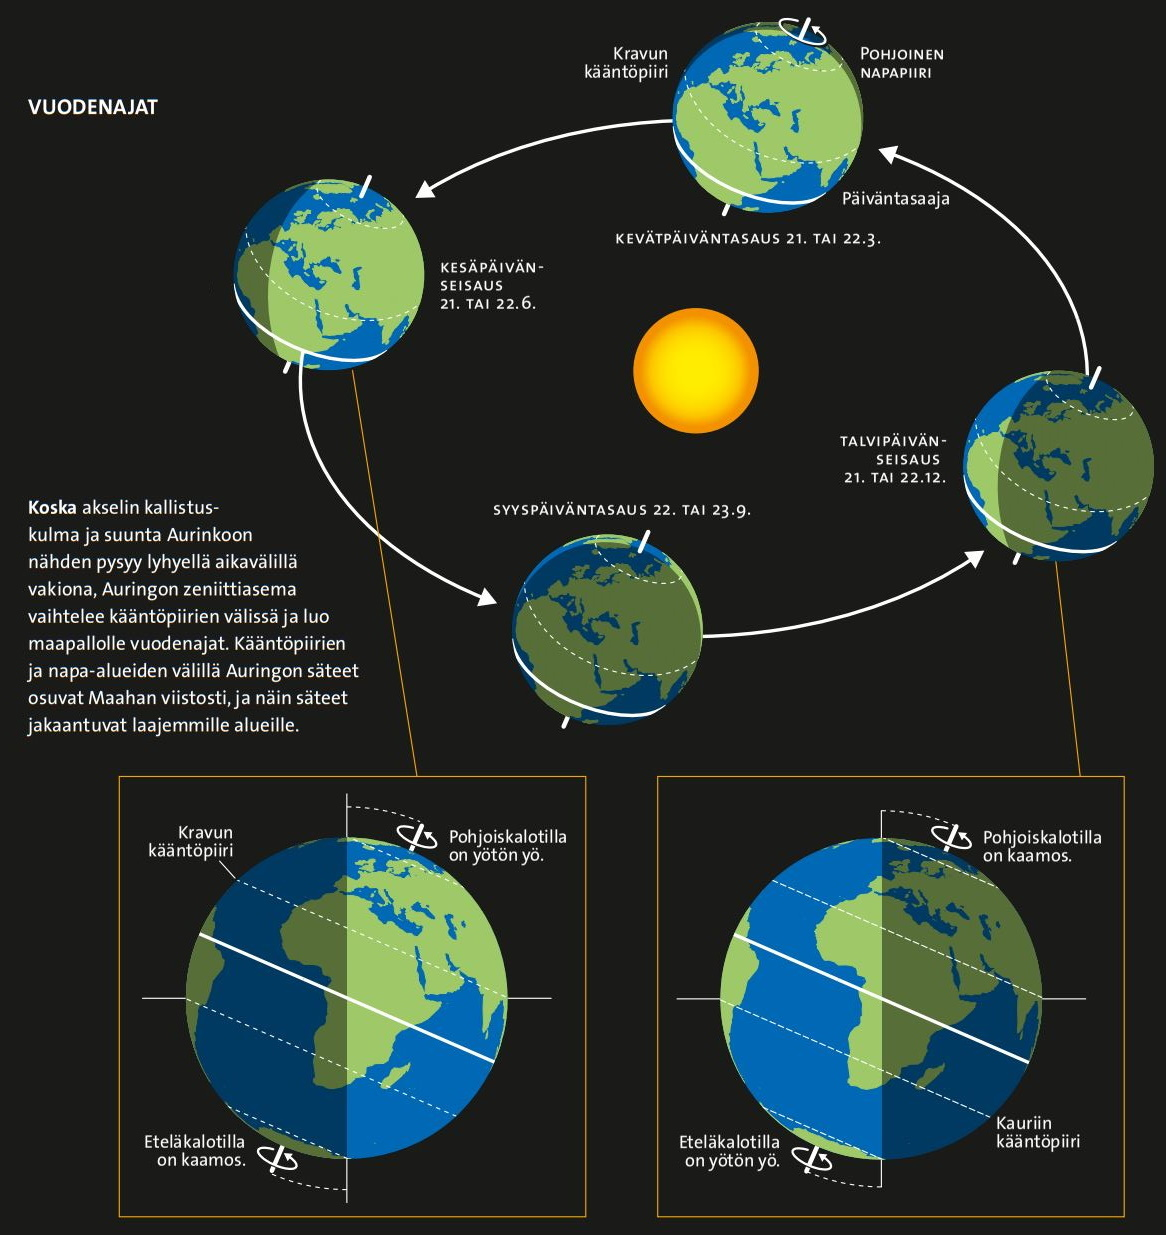 VUODENAJAT
Kravun
kääntöpiiri
POHJOINEN
NAPAPIIRI
Päiväntasaaja
KEVÄTPÄIVÄNTASAUS 21. TAI 22.3.
KESÄPÄIVÄN-
SEISAUS
21. TAI 22.6.
TALVIPÄIVÄN-
SEISAUS
21. TAI 22.12.
SYYSPÄIVÄNTASAUS 22. TAI 23.9.
Koska akselin kallistus-
kulma ja suunta Aurinkoon
nähden pysyy lyhyellä aikavälillä
vakiona, Auringon zeniittiasema
vaihtelee kääntöpiirien välissä ja luo
maapallolle vuodenajat. Kääntöpiirien
ja napa-alueiden välillä Auringon säteet
osuvat Maahan viistosti, ja näin säteet
jakaantuvat laajemmille alueille.
Kravun
kääntöpiiri
Pohjoiskalotilla
on yötön yö.
Eteläkalotilla
on kaamos.
Pohjoiskalotilla
on kaamos.
Kauriin
kääntöpiiri
Eteläkalotilla
on yötön yö.